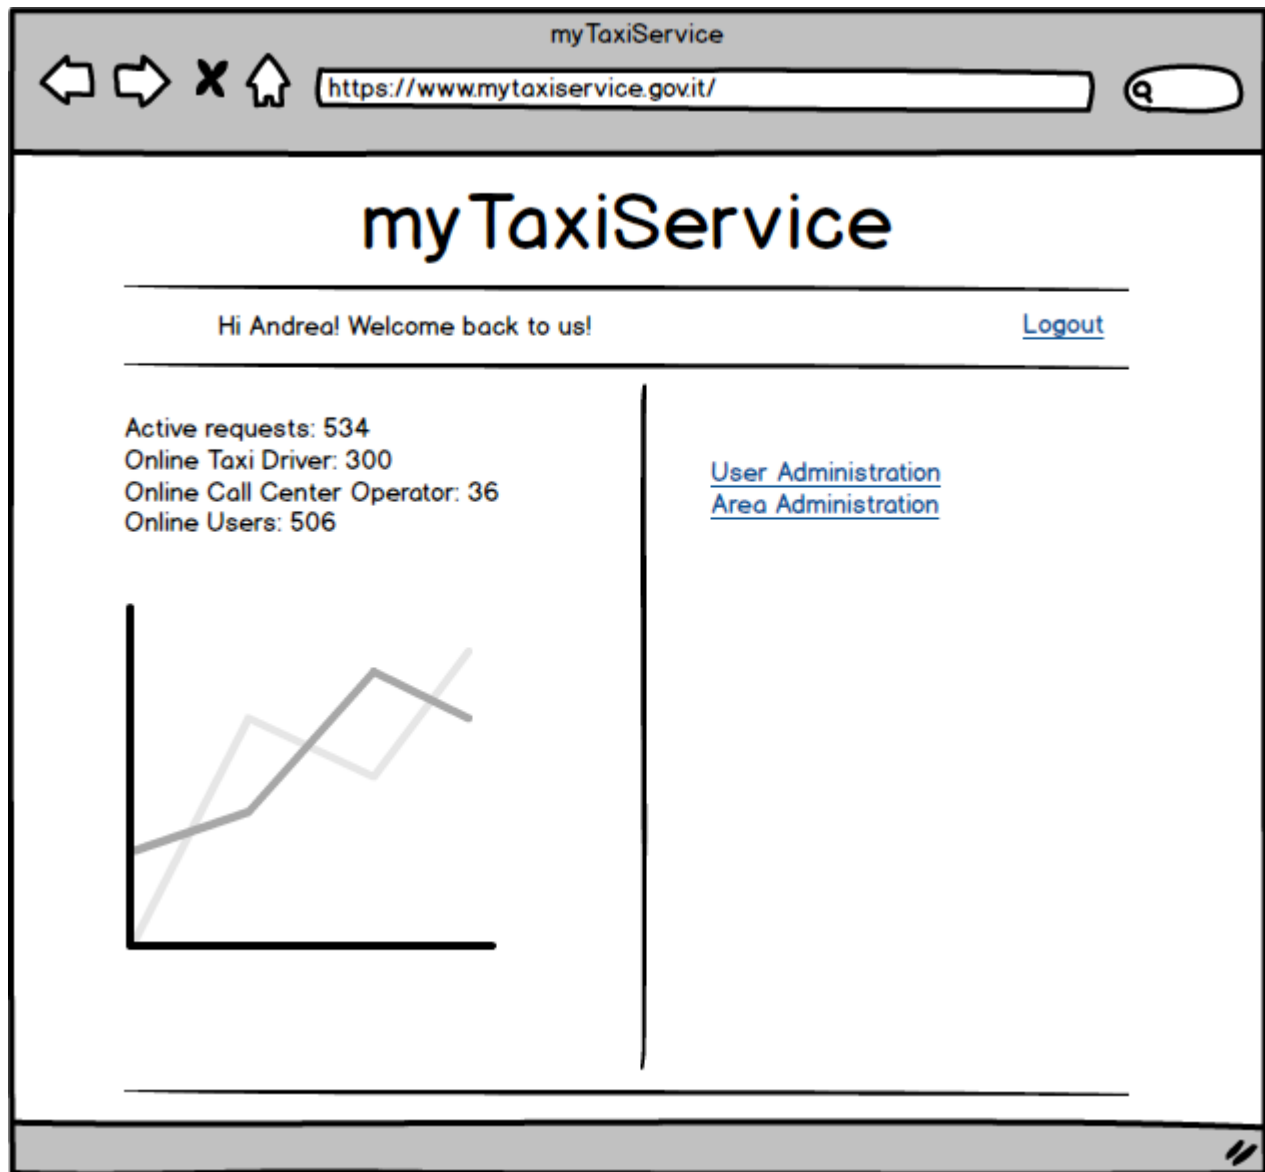 myTaxiService
https://www.mytaxiservice.gov.it/
myTaxiService
Hi Andrea! Welcome back to us!
Logout
Active requests: 534
Online Taxi Driver: 300
Online Call Center Operator: 36
Online Users: 506
User Administration
Area Administration